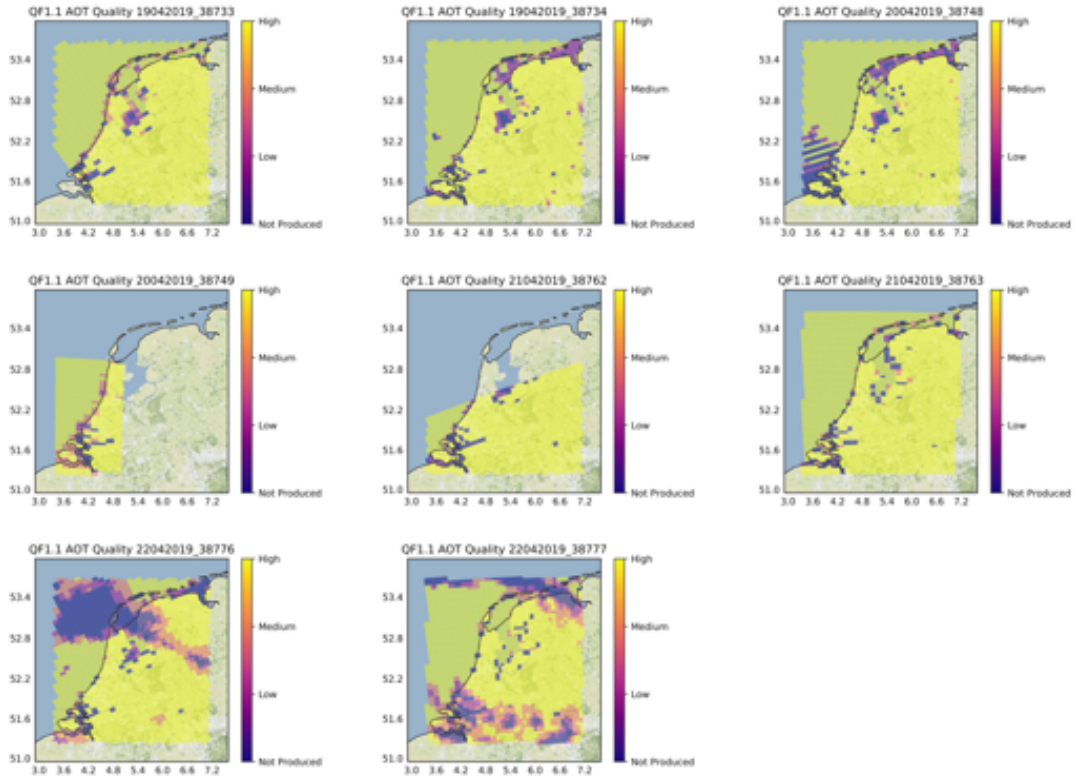 QF1.1 AOT Quality 19042019_38733
High
53.4
Medium
52.8
52.2
Low
51.6
51.0
Not Produced
3.0 3.6 4.2 4.8 5.4 6.0 6.6 7.2
QF1.1 AOT Quality 19042019_38734
High
53.4
Medium
52.8
52.2
Low
51.6
51.0
Not Produced
3.0 3.6 4.2 4.8 5.4 6.0 6.6 7.2
QF1.1 AOT Quality 20042019_38748
High
53.4
Medium
52.8
52.2
Low
51.6
51.0
Not Produced
3.0 3.6 4.2 4.8 5.4 6.0 6.6 7.2
QF1.1 AOT Quality 20042019_38749
High
53.4
Medium
52.8
52.2
Low
51.6
51.0
Not Produced
3.0 3.6 4.2 4.8 5.4 6.0 6.6 7.2
QF1.1 AOT Quality 21042019_38762
High
53.4
Medium
52.8
52.2
Low
51.6
51.0
Not Produced
3.0 3.6 4.2 4.8 5.4 6.0 6.6 7.2
QF1.1 AOT Quality 21042019_38763
High
53.4
Medium
52.8
52.2
Low
51.6
51.0
Not Produced
3.0 3.6 4.2 4.8 5.4 6.0 6.6 7.2
QF1.1 AOT Quality 22042019_38776
High
53.4
Medium
52.8
52.2
Low
51.6
51.0
Not Produced
3.0 3.6 4.2 4.8 5.4 6.0 6.6 7.2
QF1.1 AOT Quality 22042019_38777
High
53.4
Medium
52.8
52.2
Low
51.6
51.0
Not Produced
3.0 3.6 4.2 4.8 5.4 6.0 6.6 7.2